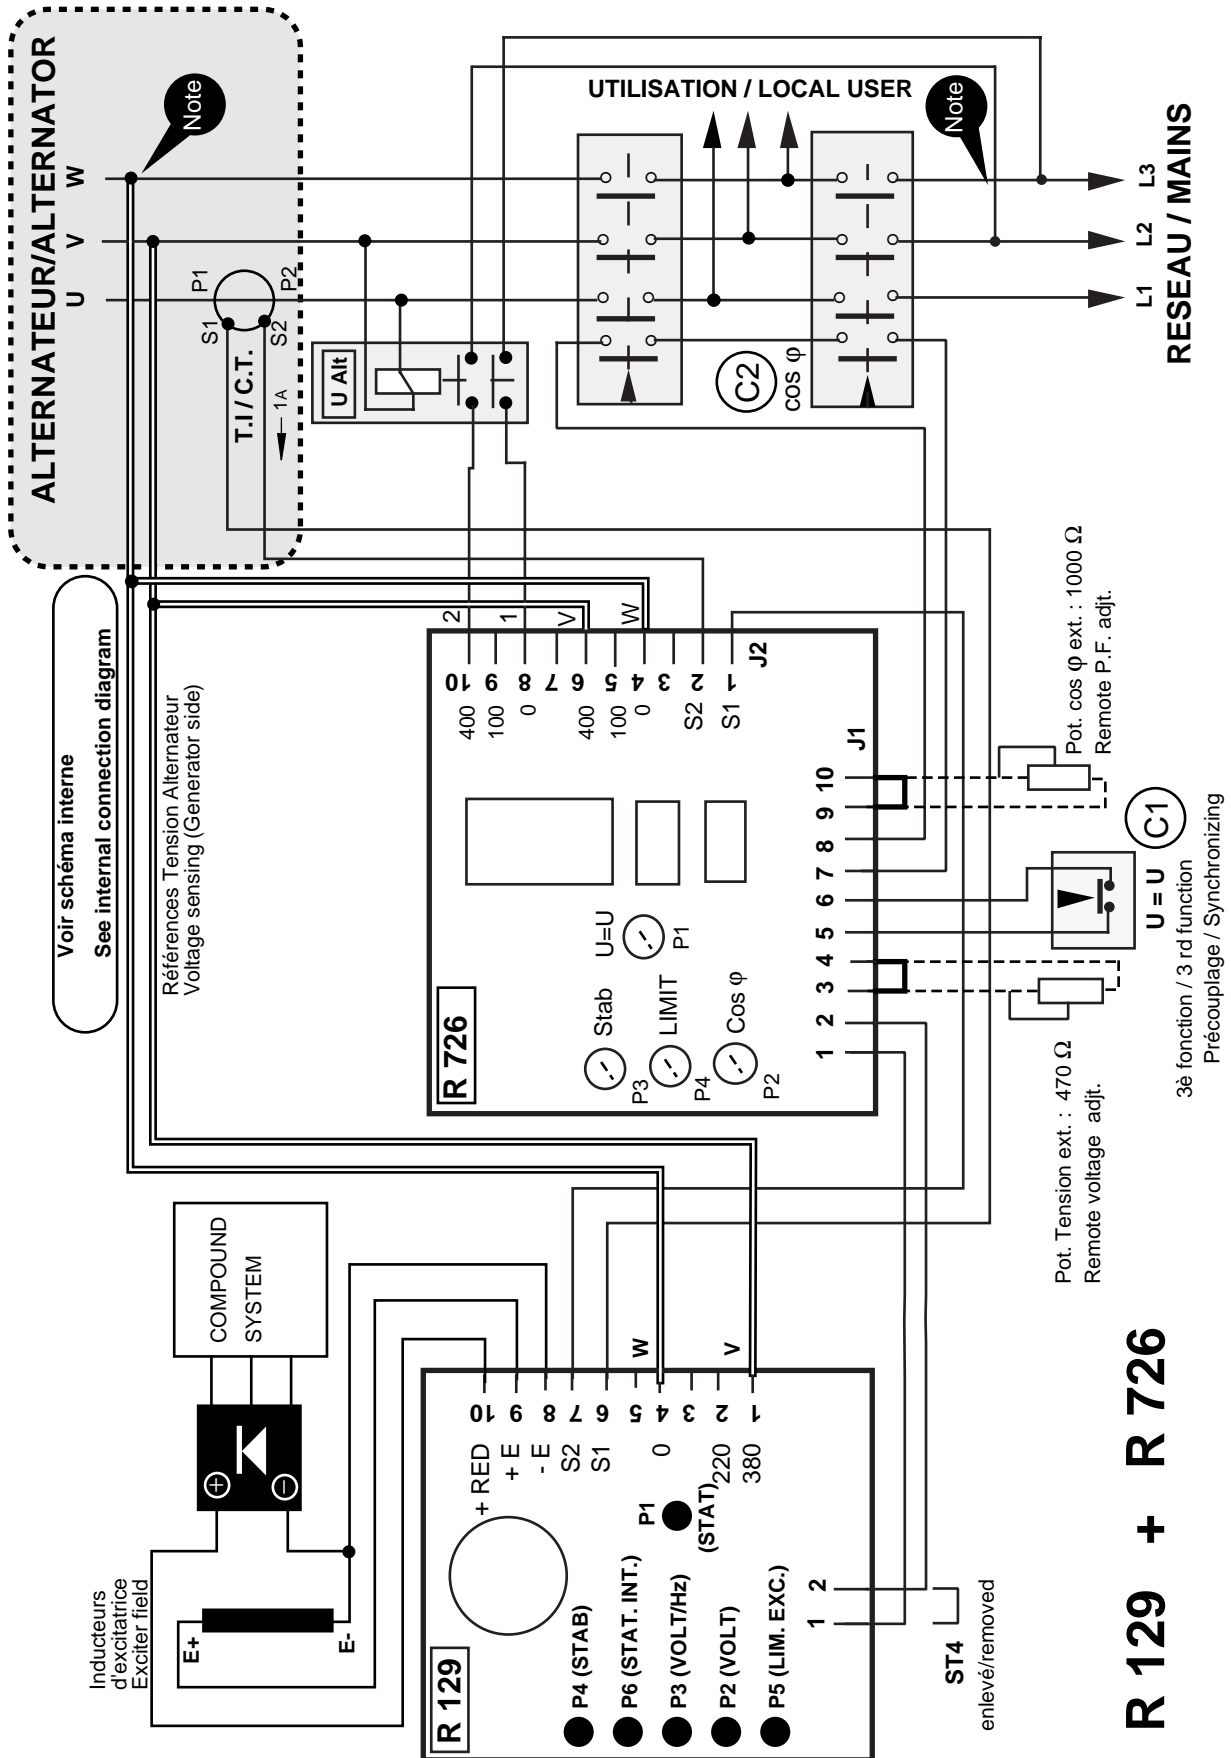 ALTERNATEUR/ALTERNATOR
U
V
W
Note
P1
P2
S1
S2
T.I / C.T.
1A
Voir schéma interne
See internal connection diagram
Références Tension Alternateur
Voltage sensing (Generator side)
U Alt
UTILISATION / LOCAL USER
Note
C2
cos φ
L1
L2
L3
RESEAU / MAINS
COMPOUND
SYSTEM
Inducteurs
d'excitatrice
Exciter field
E+
E-
+
−
R 129
+ RED
+ E
- E
S2
S1
0
220
380
10
9
8
7
6
5
4
3
2
1
W
V
P1
(STAT)
P4 (STAB)
P6 (STAT. INT.)
P3 (VOLT/Hz)
P2 (VOLT)
P5 (LIM. EXC.)
1
2
ST4
enlevé/removed
R 726
2
1
V
W
10
9
8
7
6
5
4
3
2
1
J2
400
100
0
400
100
0
S2
S1
U=U
P1
Stab
P3
LIMIT
P4
Cos φ
P2
J1
1 2 3 4 5 6 7 8 9 10
Pot. Tension ext. : 470 Ω
Remote voltage adjt.
U = U
C1
3è fonction / 3 rd function
Précouplage / Synchronizing
Pot. cos φ ext. : 1000 Ω
Remote P.F. adjt.
R 129 + R 726